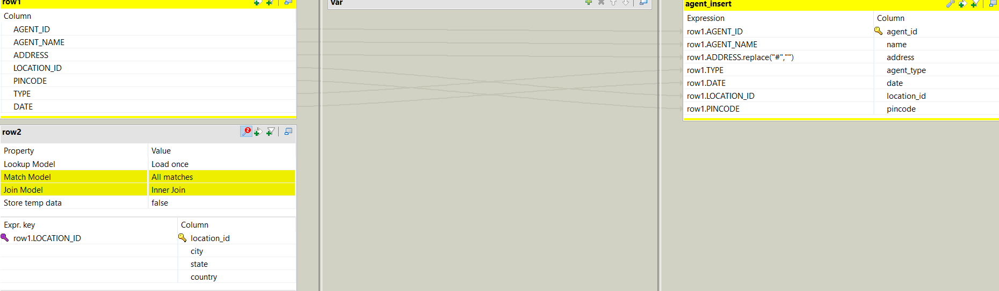 row1
Column
AGENT_ID
AGENT_NAME
ADDRESS
LOCATION_ID
PINCODE
TYPE
DATE
row2
2
Property Value
Lookup Model Load once
Match Model All matches
Join Model Inner Join
Store temp data false
Expr. key Column
row1.LOCATION_ID location_id
city
state
country
Var
agent_insert
Expression Column
row1.AGENT_ID agent_id
row1.AGENT_NAME name
row1.ADDRESS.replace("#","") address
row1.TYPE agent_type
row1.DATE date
row1.LOCATION_ID location_id
row1.PINCODE pincode